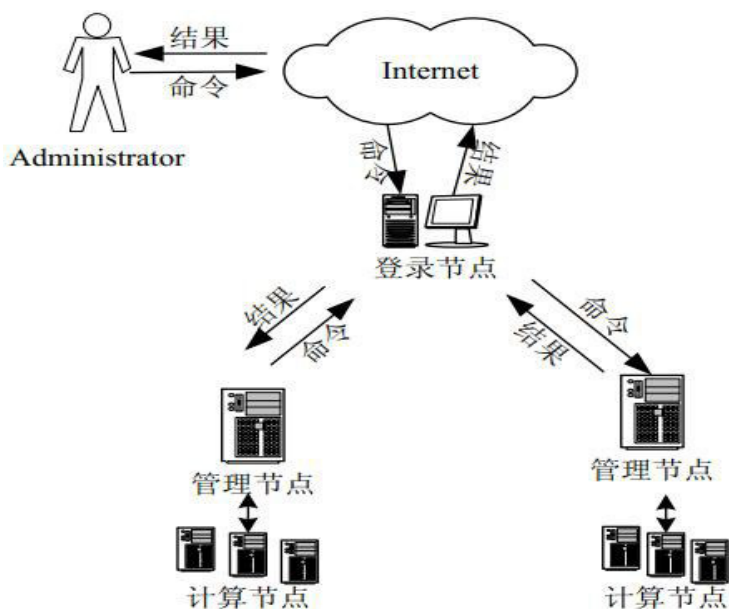 结果
Internet
命令
Administrator
命令
结果
登录节点
结果
命令
命令
结果
管理节点
管理节点
计算节点
计算节点